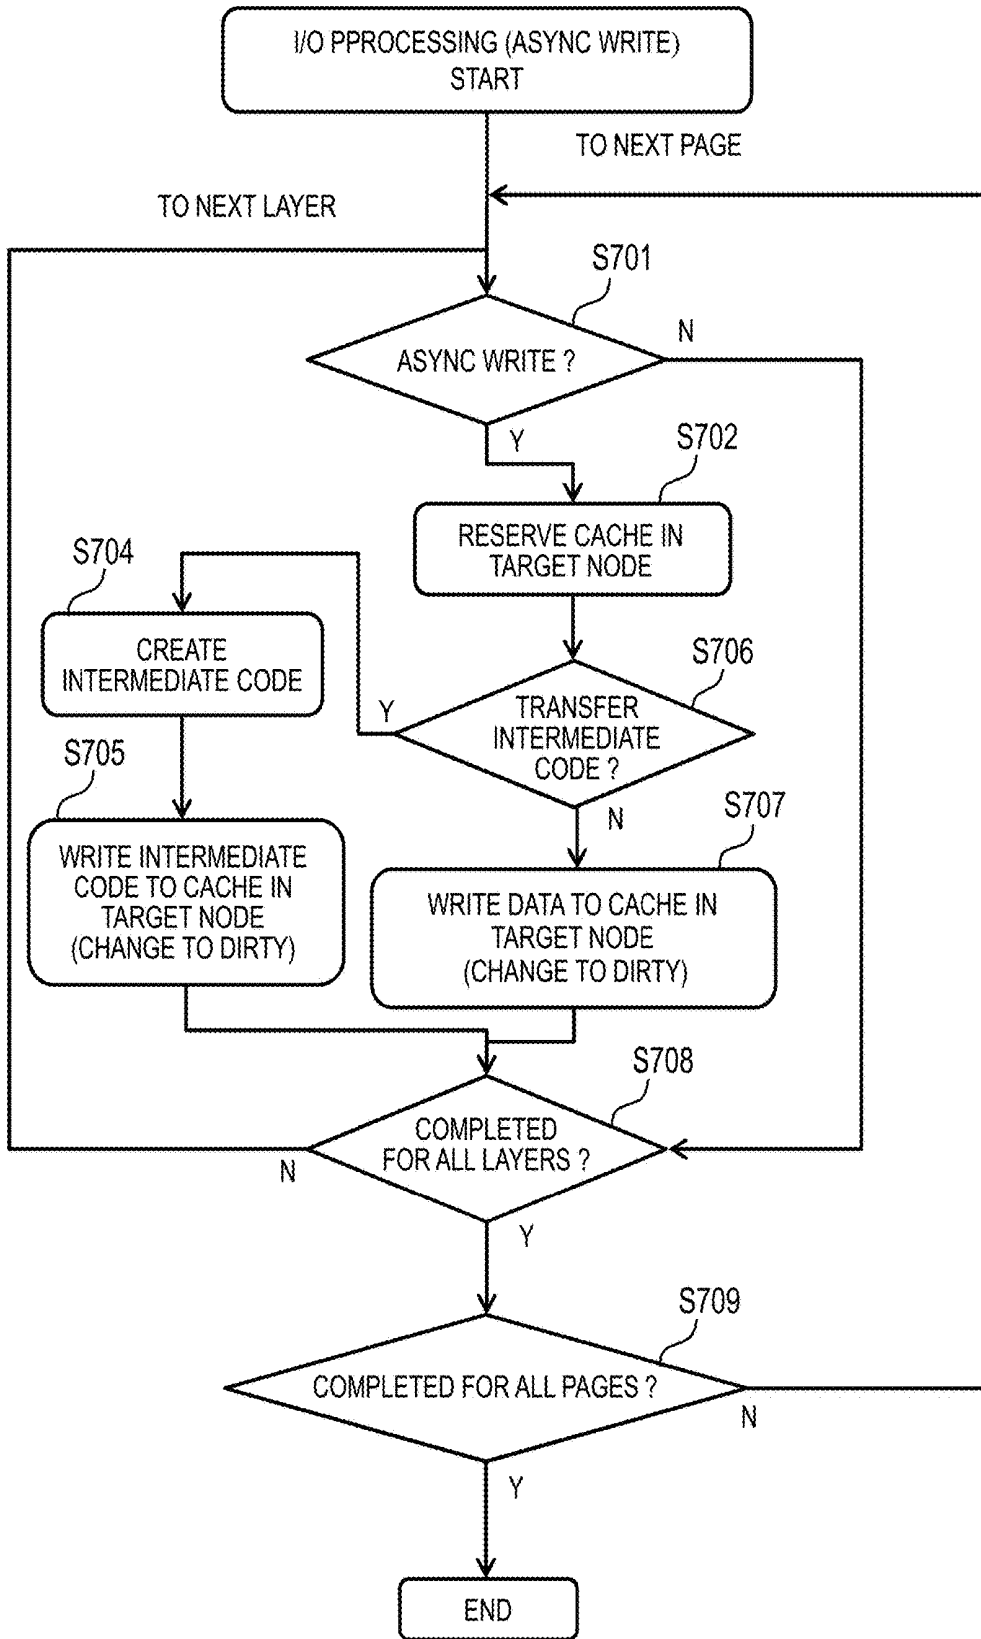 I/O PPROCESSING (ASYNC WRITE)
START
TO NEXT PAGE
TO NEXT LAYER
S701
ASYNC WRITE ?
N
Y
S702
RESERVE CACHE IN
TARGET NODE
S704
CREATE
INTERMEDIATE CODE
S706
TRANSFER
INTERMEDIATE
CODE ?
Y
N
S705
WRITE INTERMEDIATE
CODE TO CACHE IN
TARGET NODE
(CHANGE TO DIRTY)
S707
WRITE DATA TO CACHE IN
TARGET NODE
(CHANGE TO DIRTY)
S708
COMPLETED
FOR ALL LAYERS ?
N
Y
S709
COMPLETED FOR ALL PAGES ?
N
Y
END